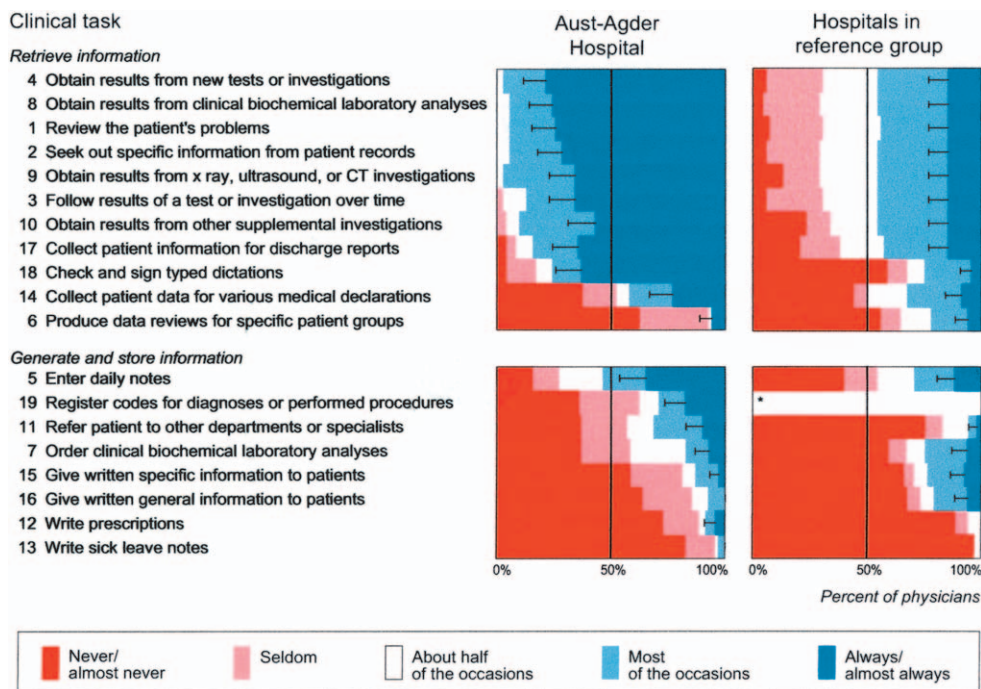 Clinical task
Aust-Agder
Hospital
Hospitals in
reference group
Retrieve information
4 Obtain results from new tests or investigations
8 Obtain results from clinical biochemical laboratory analyses
1 Review the patient's problems
2 Seek out specific information from patient records
9 Obtain results from x ray, ultrasound, or CT investigations
3 Follow results of a test or investigation over time
10 Obtain results from other supplemental investigations
17 Collect patient information for discharge reports
18 Check and sign typed dictations
14 Collect patient data for various medical declarations
6 Produce data reviews for specific patient groups
Generate and store information
5 Enter daily notes
19 Register codes for diagnoses or performed procedures
*
11 Refer patient to other departments or specialists
7 Order clinical biochemical laboratory analyses
15 Give written specific information to patients
16 Give written general information to patients
12 Write prescriptions
13 Write sick leave notes
0% 50% 100% 0% 50% 100%
Percent of physicians
Never/
almost never
Seldom
About half
of the occasions
Most
of the occasions
Always/
almost always